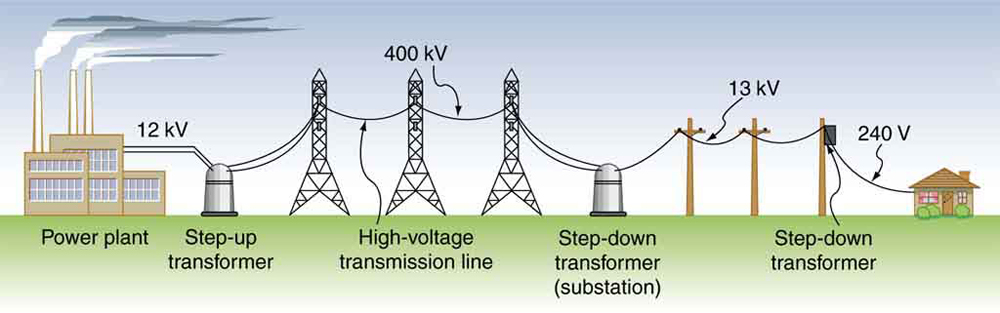 400 kV
13 kV
12 kV
240 V
Power plant
Step-up
transformer
High-voltage
transmission line
Step-down
transformer
(substation)
Step-down
transformer